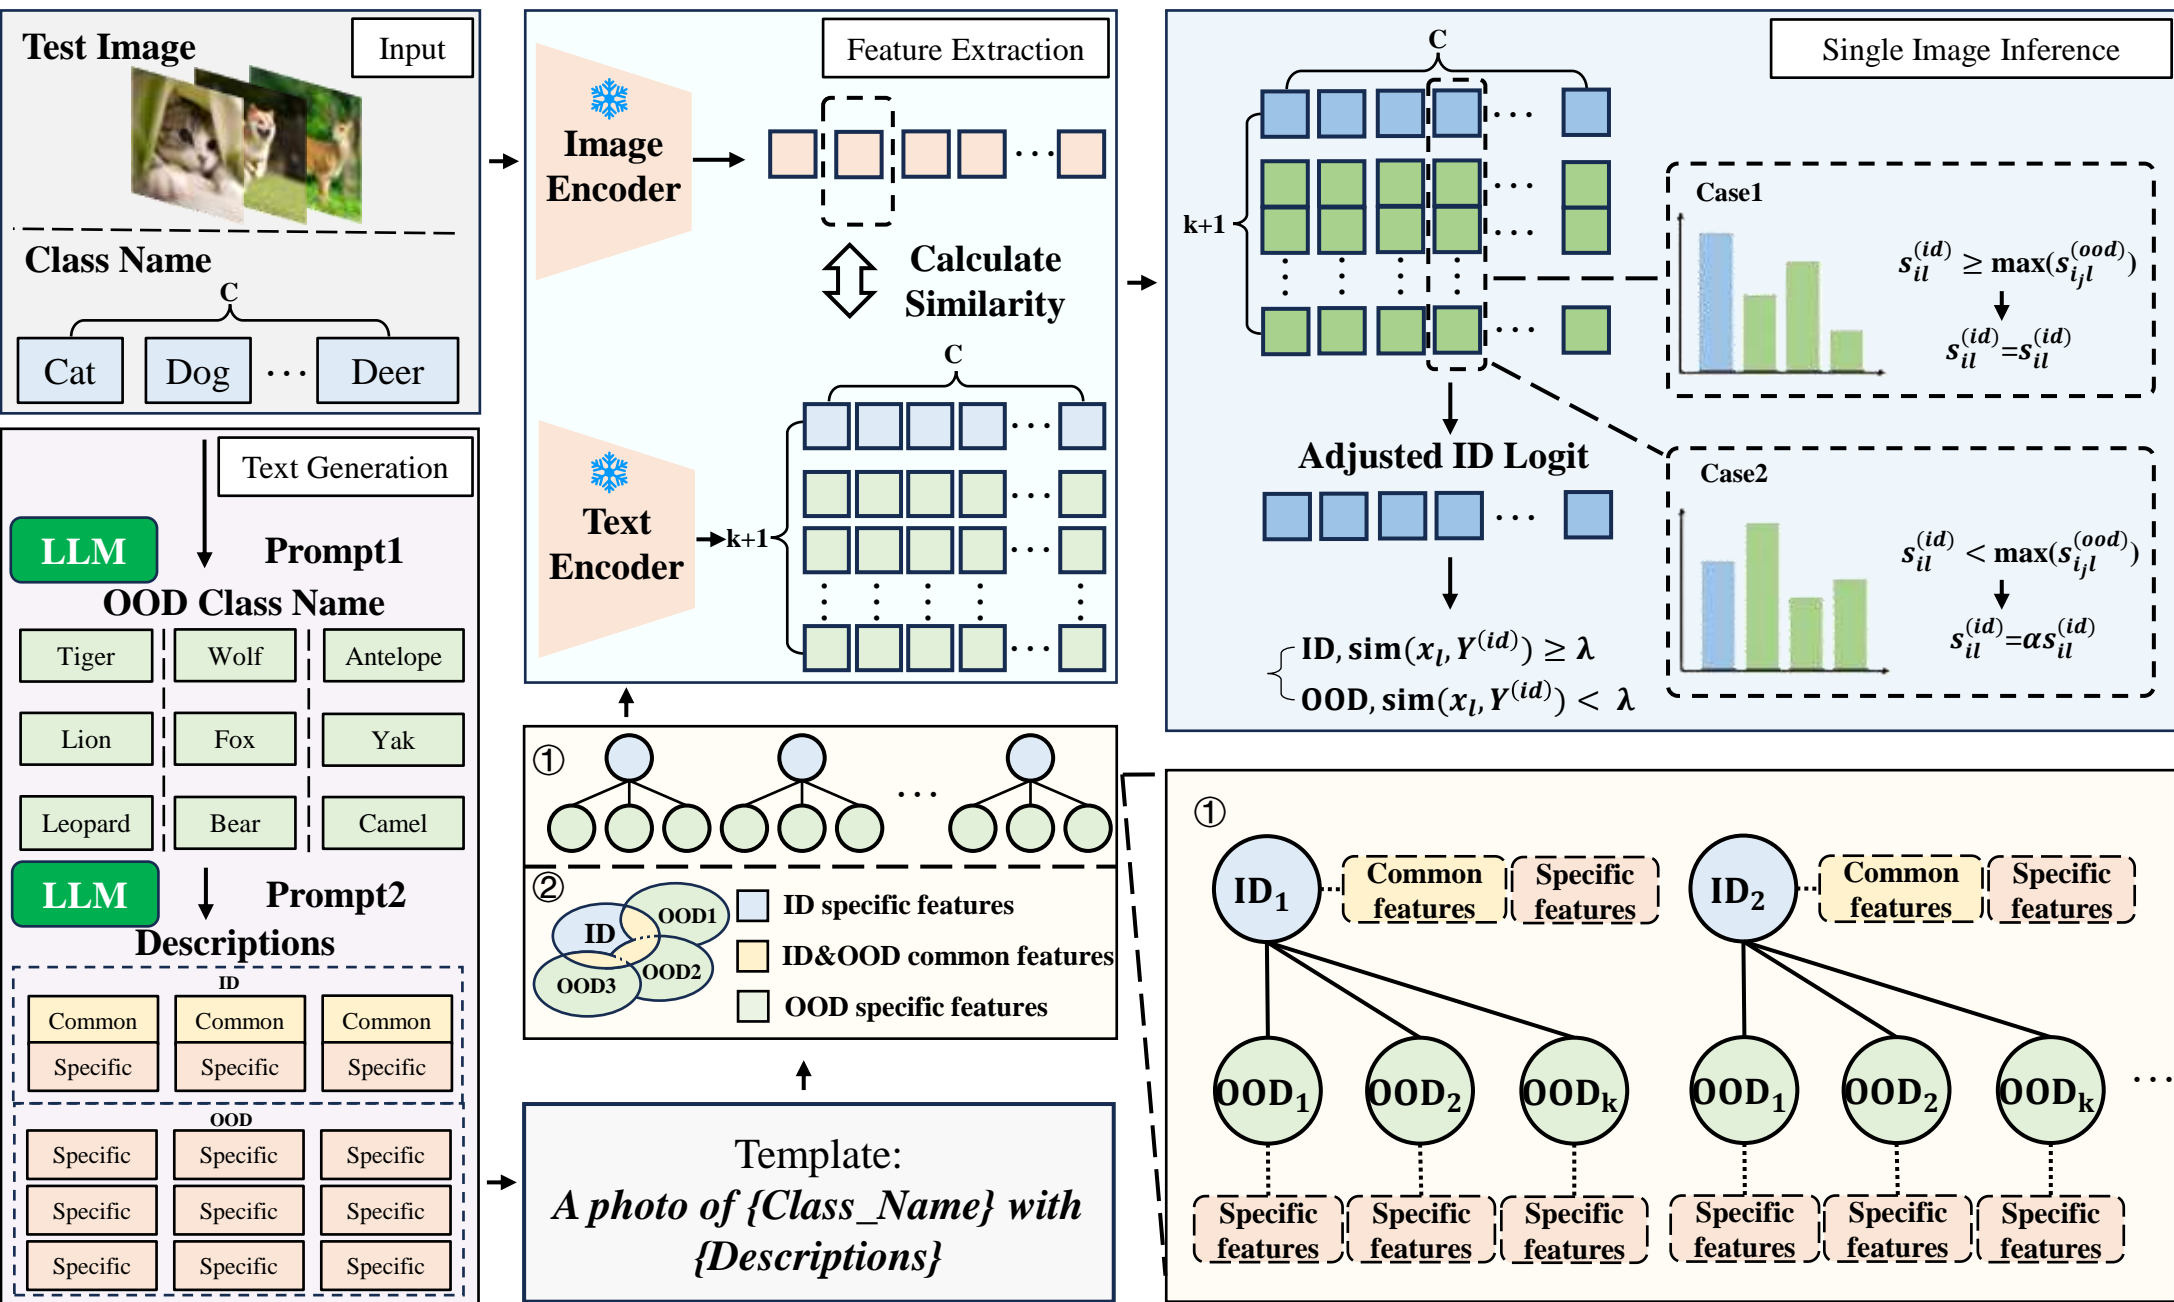 Test Image
Input
Class Name
C
Cat
Dog
...
Deer
Text Generation
LLM
Prompt1
OOD Class Name
Tiger
Wolf
Antelope
Lion
Fox
Yak
Leopard
Bear
Camel
LLM
Prompt2
Descriptions
ID
Common
Common
Common
Specific
Specific
Specific
OOD
Specific
Specific
Specific
Specific
Specific
Specific
Specific
Specific
Specific
Feature Extraction
Image
Encoder
...
Calculate
Similarity
C
Text
Encoder
k+1
①
...
②
ID
OOD1
OOD2
OOD3
ID specific features
ID&OOD common features
OOD specific features
Template:
A photo of {Class_Name} with
{Descriptions}
Single Image Inference
C
k+1
Adjusted ID Logit
ID, sim(x_l, Y^(id)) ≥ λ
OOD, sim(x_l, Y^(id)) < λ
Case1
s_il^(id) ≥ max(s_{i_j l}^(ood))
s_il^(id)=s_il^(id)
Case2
s_il^(id) < max(s_{i_j l}^(ood))
s_il^(id)=αs_il^(id)
①
ID₁
Common
features
Specific
features
ID₂
Common
features
Specific
features
OOD₁
OOD₂
OODₖ
OOD₁
OOD₂
OODₖ
...
Specific
features
Specific
features
Specific
features
Specific
features
Specific
features
Specific
features